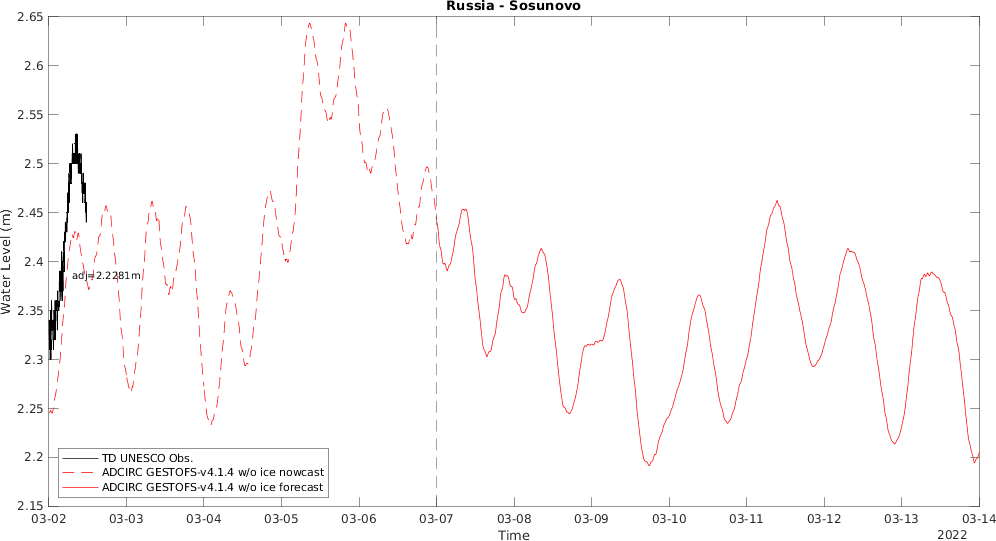 Russia - Sosunovo
Water Level (m)
2.65
2.6
2.55
2.5
2.45
2.4
2.35
2.3
2.25
2.2
2.15
adj=2.2281m
TD UNESCO Obs.
ADCIRC GESTOFS-v4.1.4 w/o ice nowcast
ADCIRC GESTOFS-v4.1.4 w/o ice forecast
03-02 03-03 03-04 03-05 03-06 03-07 03-08 03-09 03-10 03-11 03-12 03-13 03-14
Time
2022